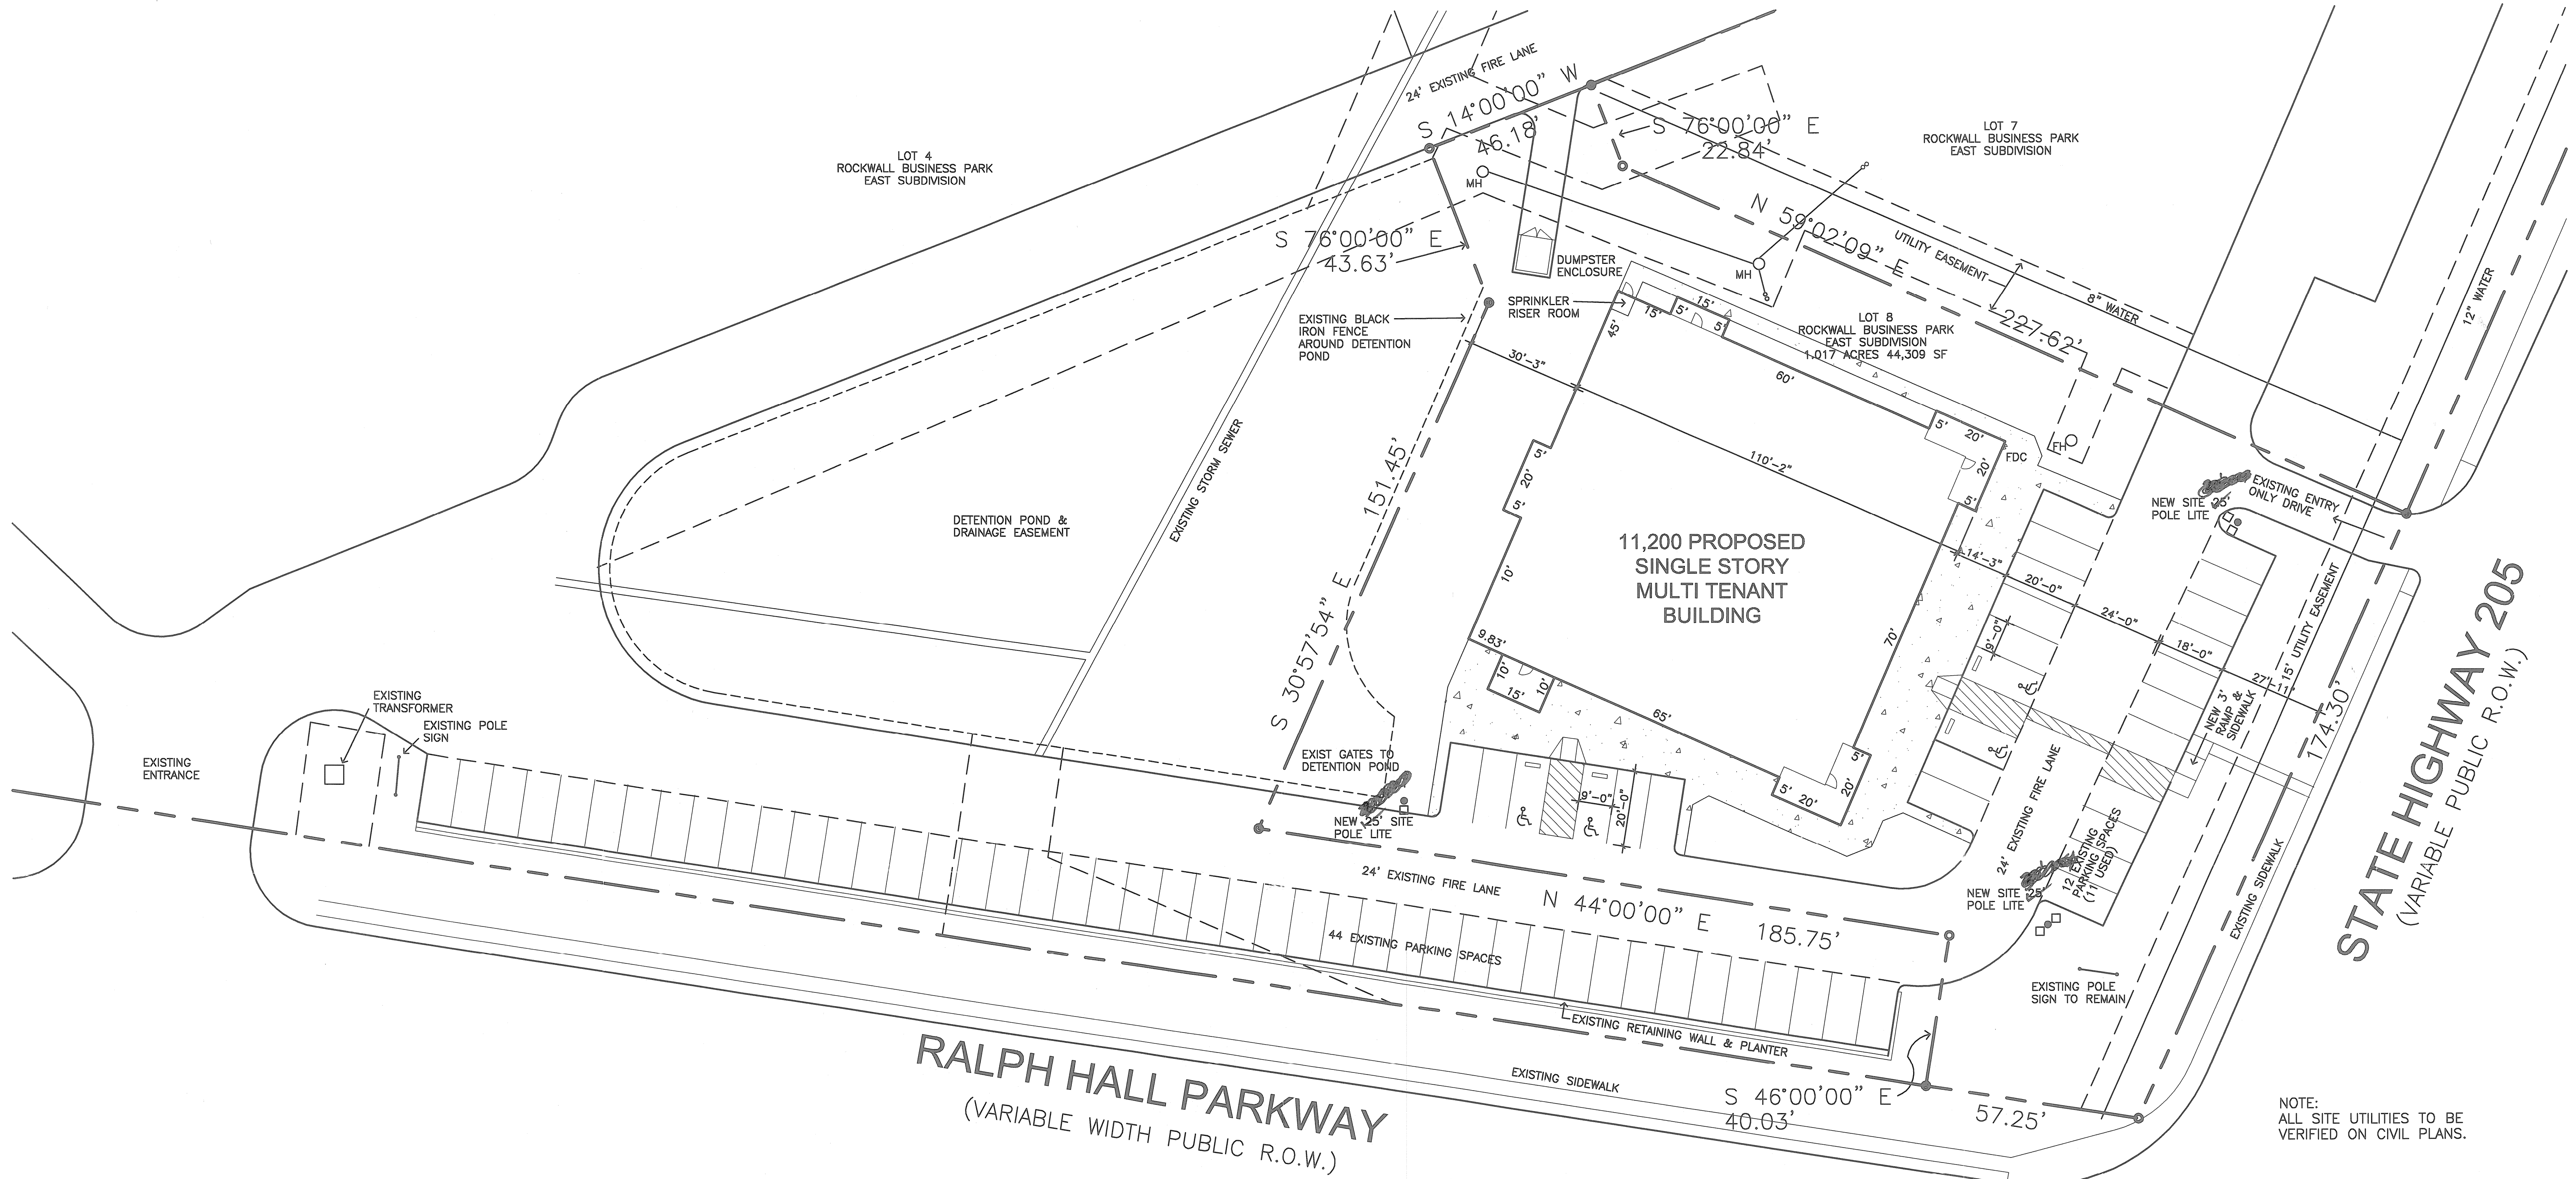 24' EXISTING FIRE LANE
S 14°00'00" W
46.18'
S 76°00'00" E
22.84'
LOT 7
ROCKWALL BUSINESS PARK
EAST SUBDIVISION
LOT 4
ROCKWALL BUSINESS PARK
EAST SUBDIVISION
MH
N 59°02'09" E
227.62'
UTILITY EASEMENT
8" WATER
12" WATER
S 76°00'00" E
43.63'
DUMPSTER
ENCLOSURE
MH
SPRINKLER
RISER ROOM
EXISTING BLACK
IRON FENCE
AROUND DETENTION
POND
LOT 8
ROCKWALL BUSINESS PARK
EAST SUBDIVISION
1.017 ACRES 44,309 SF
45'
15'
15'
5'
5'
60'
30'-3"
5'
20'
20'
5'
FDC
FH
110'-2"
5'
20'
5'
10'
9.83'
10'
15'
10'
65'
70'
5'
20'
20'
5'
11,200 PROPOSED
SINGLE STORY
MULTI TENANT
BUILDING
14'-3"
20'-0"
24'-0"
18'-0"
27'-11"
9'-0"
NEW SITE 25'
POLE LITE
EXISTING ENTRY
ONLY DRIVE
15' UTILITY EASEMENT
NEW 3'
RAMP &
SIDEWALK
174.30'
STATE HIGHWAY 205
(VARIABLE PUBLIC R.O.W.)
EXISTING STORM SEWER
DETENTION POND &
DRAINAGE EASEMENT
151.45'
S 30°57'54" E
EXISTING
TRANSFORMER
EXISTING POLE
SIGN
EXISTING
ENTRANCE
EXIST GATES TO
DETENTION POND
NEW 25' SITE
POLE LITE
9'-0"
20'-0"
24' EXISTING FIRE LANE
12 EXISTING
PARKING SPACES
(11 USED)
NEW SITE 25'
POLE LITE
EXISTING SIDEWALK
24' EXISTING FIRE LANE
N 44°00'00" E
185.75'
44 EXISTING PARKING SPACES
EXISTING POLE
SIGN TO REMAIN
EXISTING RETAINING WALL & PLANTER
EXISTING SIDEWALK
S 46°00'00" E
40.03'
57.25'
RALPH HALL PARKWAY
(VARIABLE WIDTH PUBLIC R.O.W.)
NOTE:
ALL SITE UTILITIES TO BE
VERIFIED ON CIVIL PLANS.